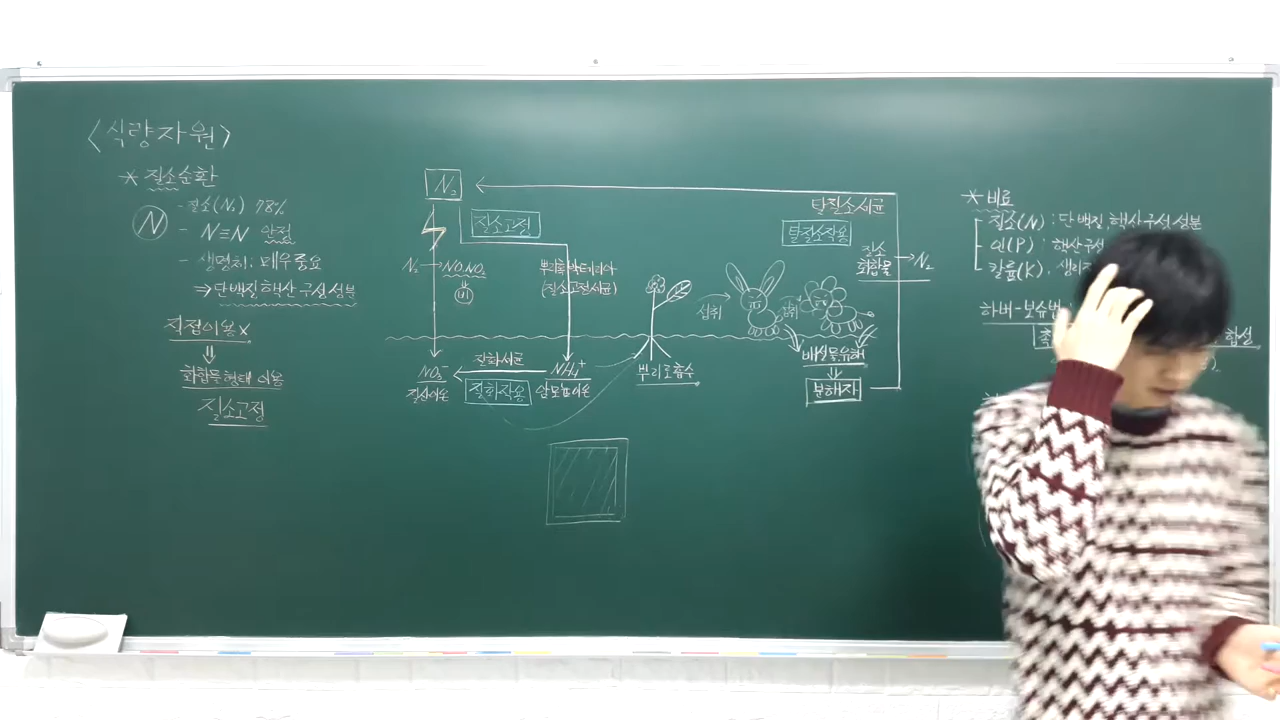 〈식량자원〉
* 질소순환
N
- 질소(N₂) 78%
- N≡N 안정
- 생명체: 매우 중요
⇒ 단백질 핵산 구성 성분
직접이용 X
⇓
화합물 형태 이용
질소고정
N₂
질소고정
N₂ → NO, NO₂
⇓
비
뿌리혹 박테리아
(질소고정세균)
NO₃⁻
질산이온
질화세균
질화작용
NH₄⁺
암모늄이온
뿌리로 흡수
섭취
섭취
배설물 유해
⇓
분해자
탈질소세균
탈질소작용
질소
화합물
→ N₂
* 비료
질소(N) : 단백질, 핵산 구성 성분
인(P) : 핵산 구성
칼륨(K), 생리
하버-보슈법
합성